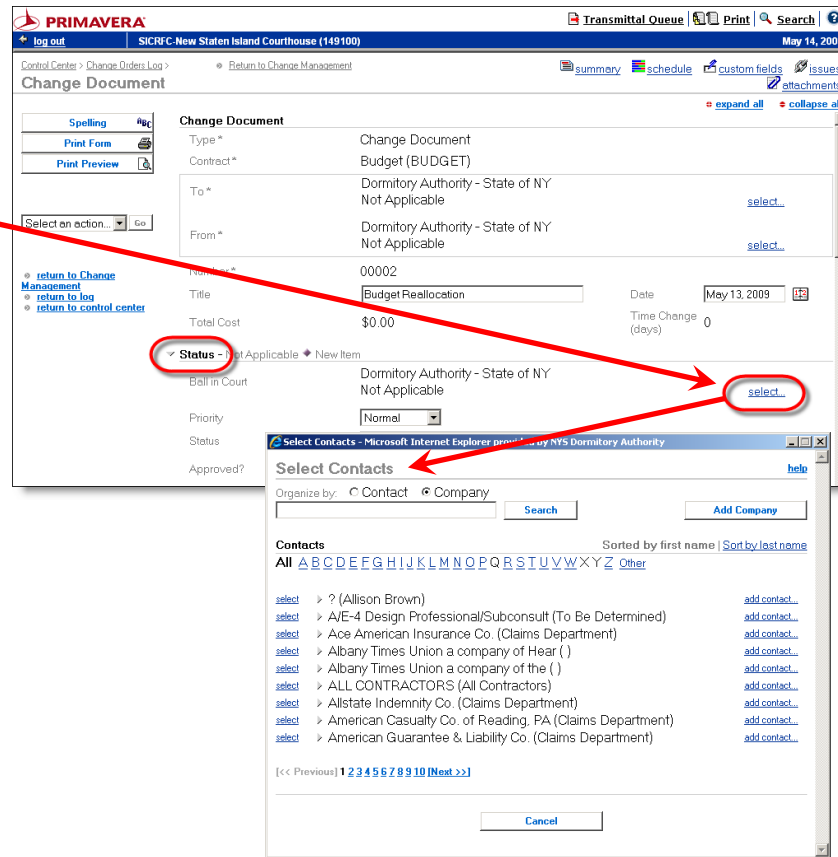 PRIMAVERA
Transmittal Queue | Print | Search
log out SICRFC-New Staten Island Courthouse (149100) May 14, 200
Control Center > Change Orders Log > Return to Change Management
summary schedule custom fields issues
Change Document
attachments
expand all collapse al
Spelling
Print Form
Print Preview
Select an action... Go
return to Change Management
return to log
return to control center
Change Document
Type * Change Document
Contract * Budget (BUDGET)
To * Dormitory Authority - State of NY
Not Applicable select...
From * Dormitory Authority - State of NY
Not Applicable select...
Number * 00002
Title Budget Reallocation Date May 13, 2009
Total Cost $0.00 Time Change (days) 0
Status - Not Applicable New Item
Ball in Court Dormitory Authority - State of NY
Not Applicable select...
Priority Normal
Status
Approved?
Select Contacts - Microsoft Internet Explorer provided by NYS Dormitory Authority
Select Contacts help
Organize by: Contact Company
Search Add Company
Contacts Sorted by first name | Sort by last name
All A B C D E F G H I J K L M N O P Q R S T U V W X Y Z Other
select ? (Allison Brown) add contact...
select A/E-4 Design Professional/Subconsult (To Be Determined) add contact...
select Ace American Insurance Co. (Claims Department) add contact...
select Albany Times Union a company of Hear ( ) add contact...
select Albany Times Union a company of the ( ) add contact...
select ALL CONTRACTORS (All Contractors) add contact...
select Allstate Indemnity Co. (Claims Department) add contact...
select American Casualty Co. of Reading, PA (Claims Department) add contact...
select American Guarantee & Liability Co. (Claims Department) add contact...
[<< Previous] 1 2 3 4 5 6 7 8 9 10 [Next >>]
Cancel